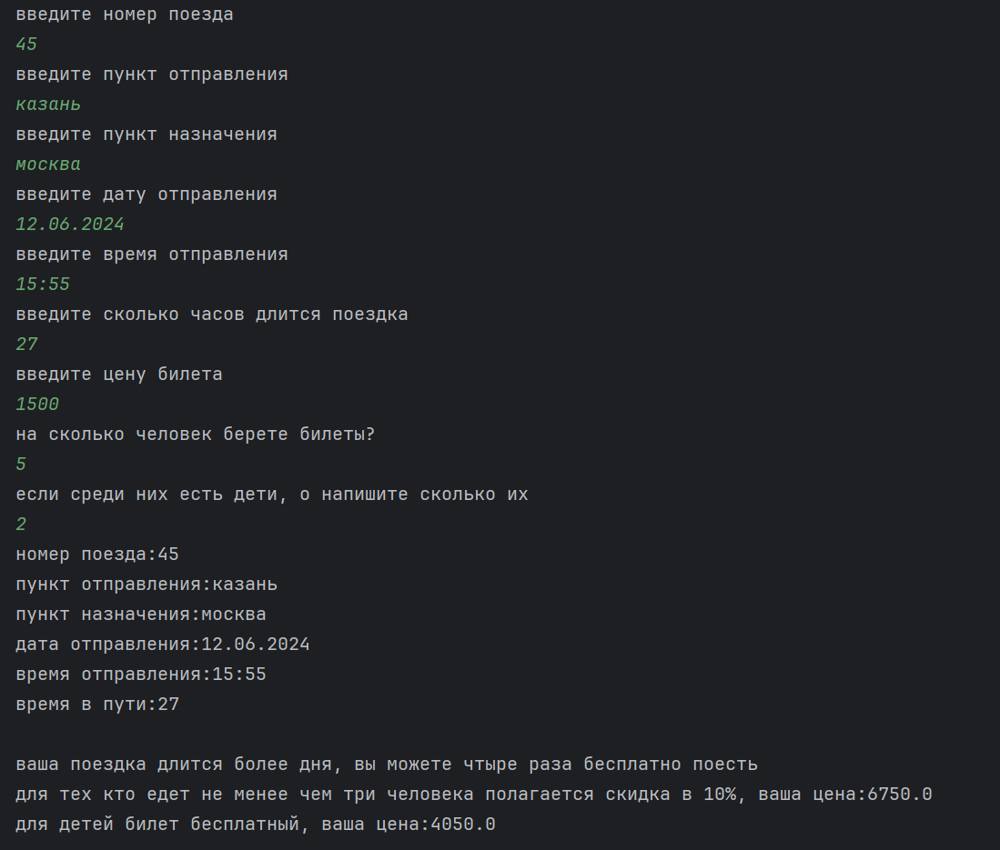 введите номер поезда
45
введите пункт отправления
казань
введите пункт назначения
москва
введите дату отправления
12.06.2024
введите время отправления
15:55
введите сколько часов длится поездка
27
введите цену билета
1500
на сколько человек берете билеты?
5
если среди них есть дети, о напишите сколько их
2
номер поезда:45
пункт отправления:казань
пункт назначения:москва
дата отправления:12.06.2024
время отправления:15:55
время в пути:27
ваша поездка длится более дня, вы можете чтыре раза бесплатно поесть
для тех кто едет не менее чем три человека полагается скидка в 10%, ваша цена:6750.0
для детей билет бесплатный, ваша цена:4050.0